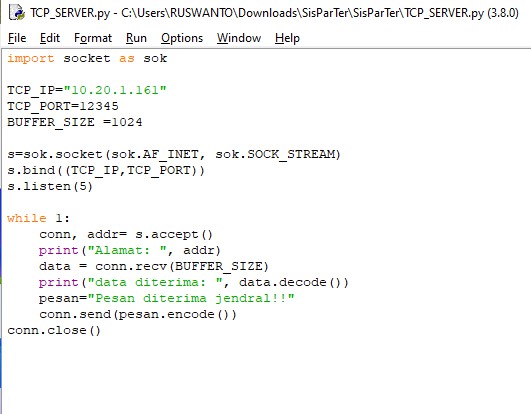 TCP_SERVER.py - C:\Users\RUSWANTO\Downloads\SisParTer\SisParTer\TCP_SERVER.py (3.8.0)
File Edit Format Run Options Window Help
import socket as sok
TCP_IP="10.20.1.161"
TCP_PORT=12345
BUFFER_SIZE =1024
s=sok.socket(sok.AF_INET, sok.SOCK_STREAM)
s.bind((TCP_IP,TCP_PORT))
s.listen(5)
while 1:
    conn, addr= s.accept()
    print("Alamat: ", addr)
    data = conn.recv(BUFFER_SIZE)
    print("data diterima: ", data.decode())
    pesan="Pesan diterima jendral!!"
    conn.send(pesan.encode())
conn.close()